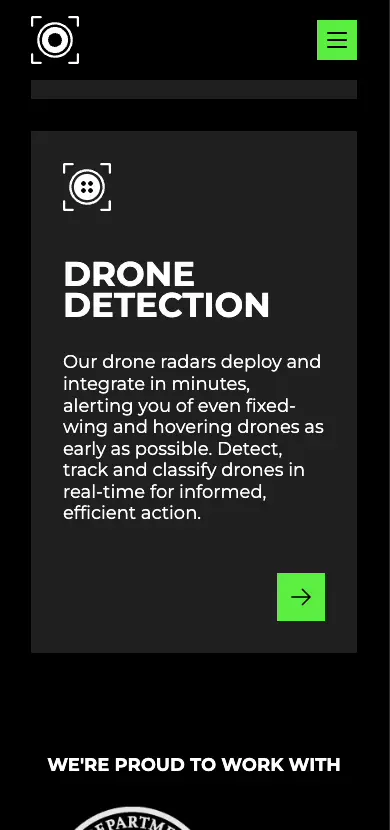 DRONE
DETECTION
Our drone radars deploy and
integrate in minutes,
alerting you of even fixed-
wing and hovering drones as
early as possible. Detect,
track and classify drones in
real-time for informed,
efficient action.
WE'RE PROUD TO WORK WITH